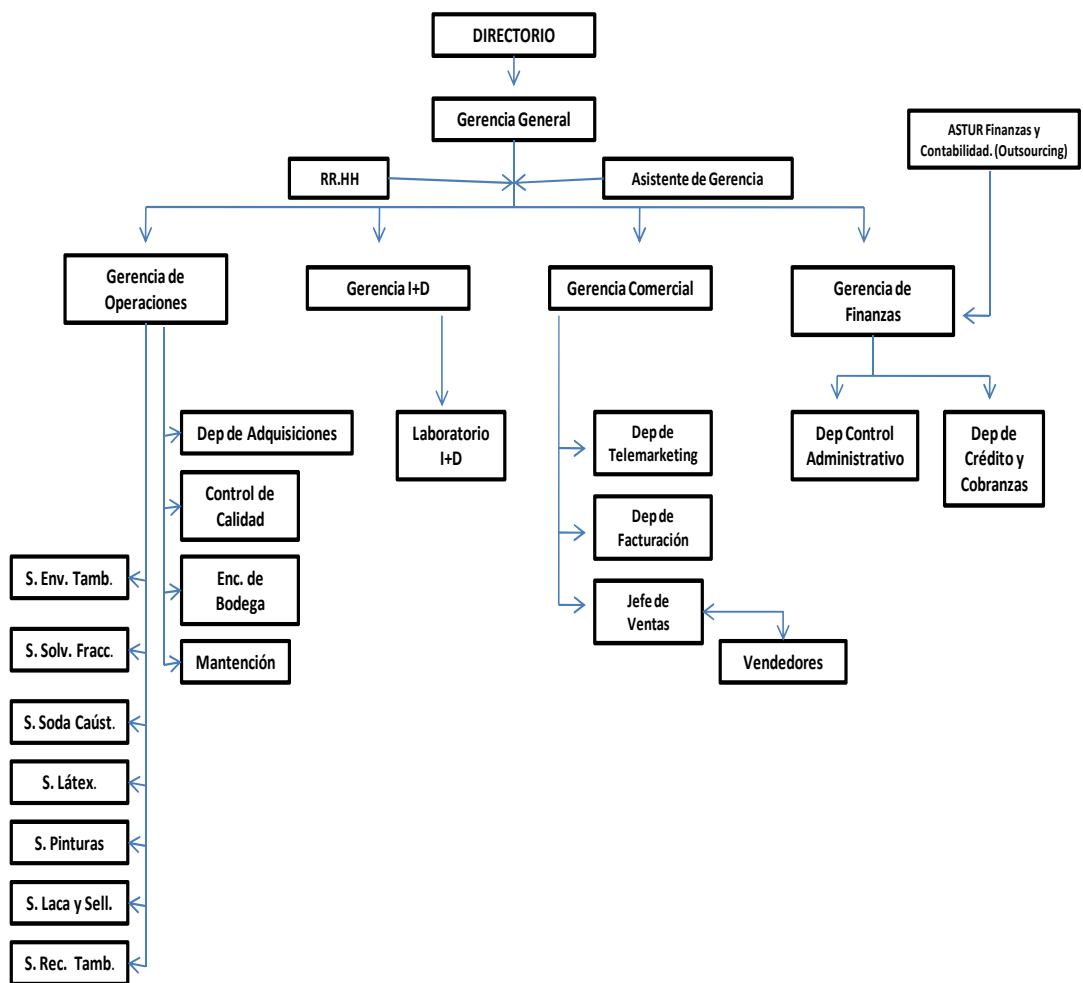 DIRECTORIO
Gerencia General
ASTUR Finanzas y
Contabilidad. (Outsourcing)
RR.HH
Asistente de Gerencia
Gerencia de
Operaciones
Gerencia I+D
Gerencia Comercial
Gerencia de
Finanzas
Dep de Adquisiciones
Control de
Calidad
Enc. de
Bodega
Mantención
S. Env. Tamb.
S. Solv. Fracc.
S. Soda Caúst.
S. Látex.
S. Pinturas
S. Laca y Sell.
S. Rec. Tamb.
Laboratorio
I+D
Dep de
Telemarketing
Dep de
Facturación
Jefe de
Ventas
Vendedores
Dep Control
Administrativo
Dep de
Crédito y
Cobranzas